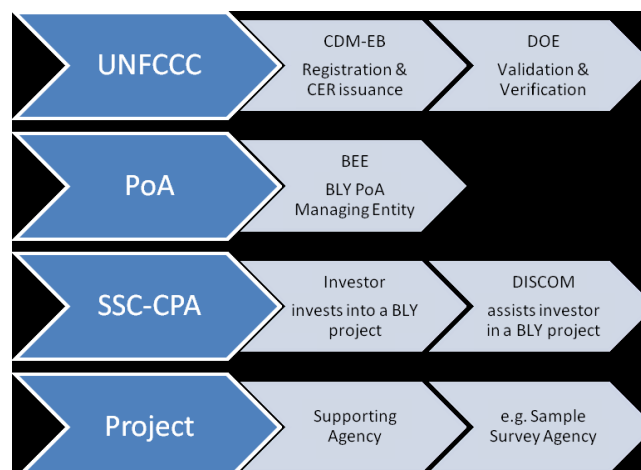 UNFCCC
CDM-EB
Registration &
CER issuance
DOE
Validation &
Verification
PoA
BEE
BLY PoA
Managing Entity
SSC-CPA
Investor
invests into a BLY
project
DISCOM
assists investor
in a BLY project
Project
Supporting
Agency
e.g. Sample
Survey Agency